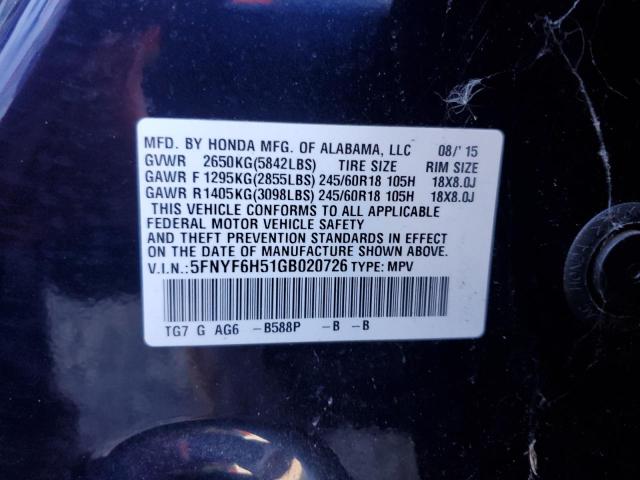 MFD. BY HONDA MFG. OF ALABAMA, LLC 08/'15
GVWR 2650KG(5842LBS) TIRE SIZE RIM SIZE
GAWR F 1295KG(2855LBS) 245/60R18 105H 18X8.0J
GAWR R 1405KG(3098LBS) 245/60R18 105H 18X8.0J
THIS VEHICLE CONFORMS TO ALL APPLICABLE
FEDERAL MOTOR VEHICLE SAFETY
AND THEFT PREVENTION STANDARDS IN EFFECT
ON THE DATE OF MANUFACTURE SHOWN ABOVE.
V.I.N.: 5FNYF6H51GB020726 TYPE: MPV
TG7 G AG6 -B588P -B -B